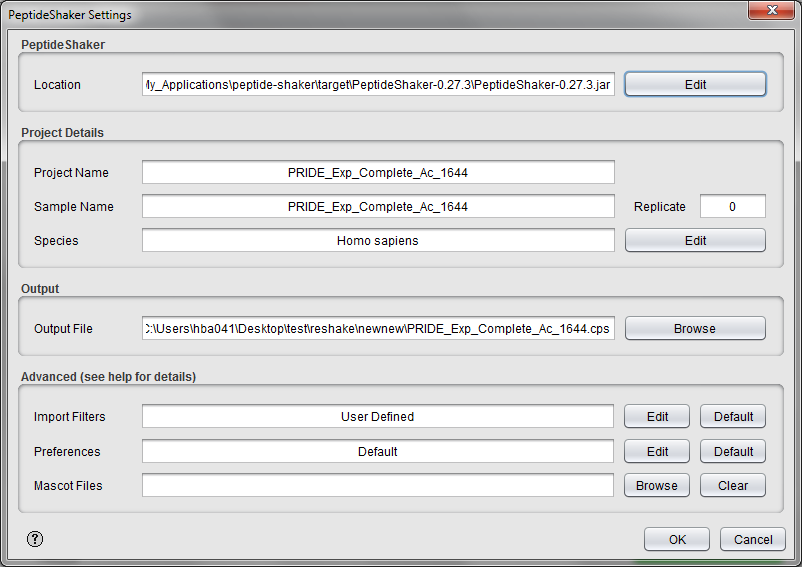 PeptideShaker Settings
PeptideShaker
Location My_Applications\peptide-shaker\target\PeptideShaker-0.27.3\PeptideShaker-0.27.3.jar Edit
Project Details
Project Name PRIDE_Exp_Complete_Ac_1644
Sample Name PRIDE_Exp_Complete_Ac_1644 Replicate 0
Species Homo sapiens Edit
Output
Output File C:\Users\hba041\Desktop\test\reshake\newnew\PRIDE_Exp_Complete_Ac_1644.cps Browse
Advanced (see help for details)
Import Filters User Defined Edit Default
Preferences Default Edit Default
Mascot Files Browse Clear
? OK Cancel